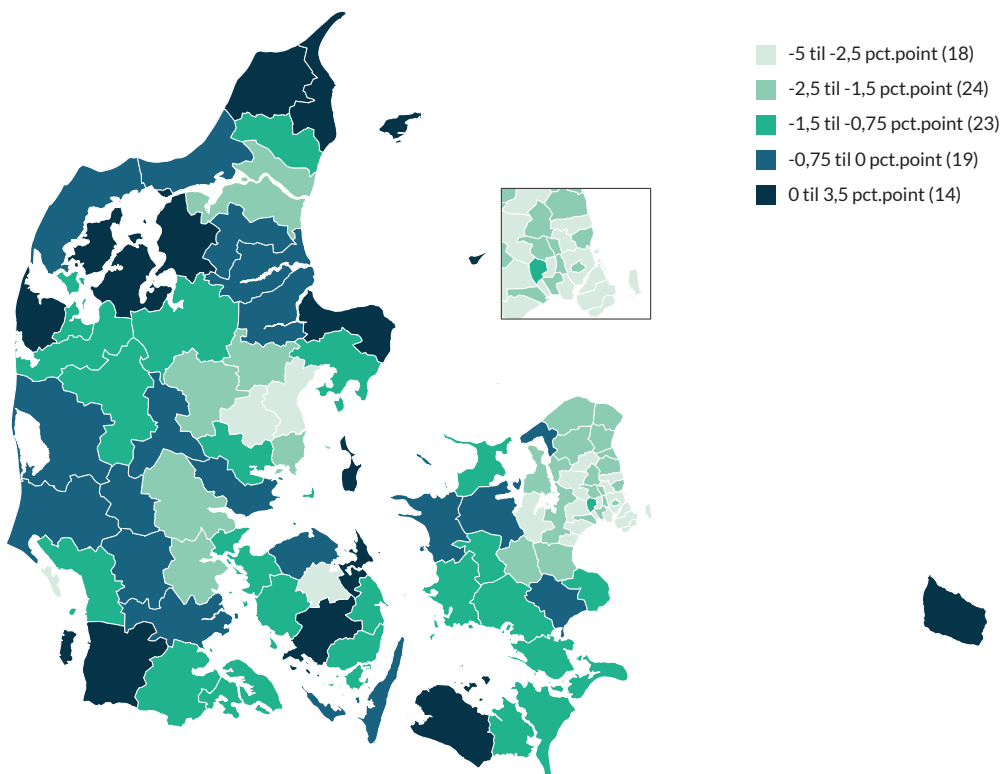 -5 til -2,5 pct.point (18)
-2,5 til -1,5 pct.point (24)
-1,5 til -0,75 pct.point (23)
-0,75 til 0 pct.point (19)
0 til 3,5 pct.point (14)